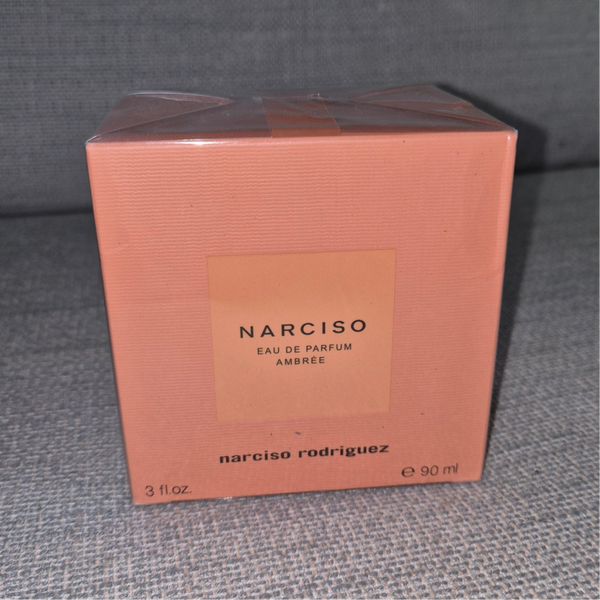 NARCISO
EAU DE PARFUM
AMBRÉE
narciso rodriguez
3 fl.oz.
℮ 90 ml